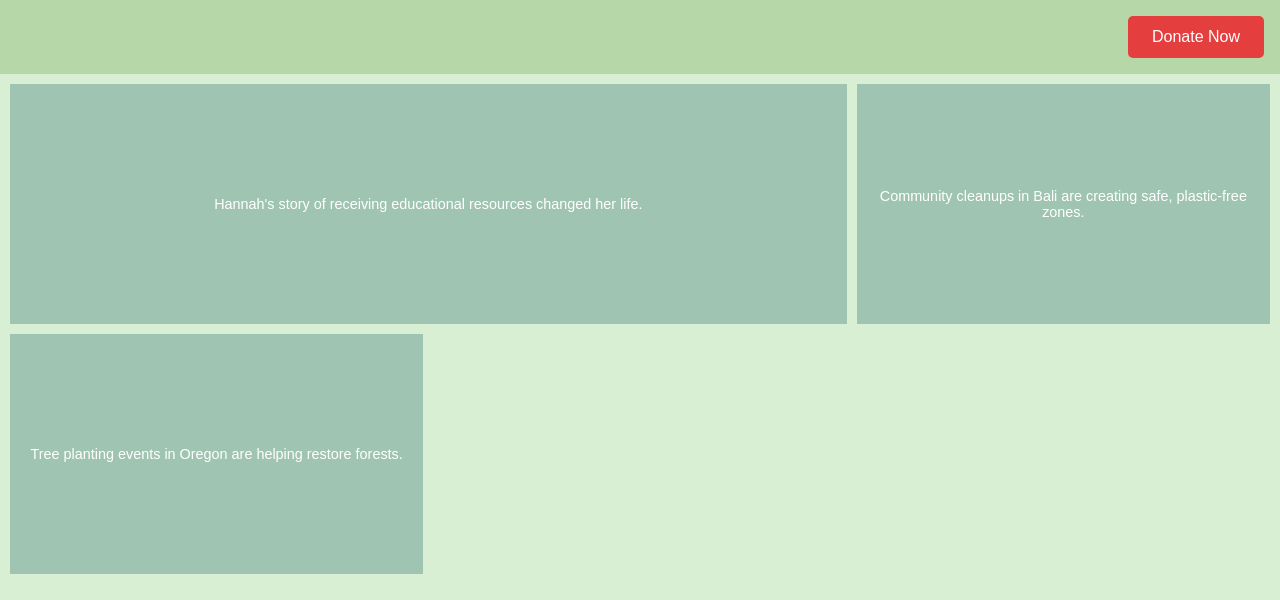 Donate Now
Hannah's story of receiving educational resources changed her life.
Community cleanups in Bali are creating safe, plastic-free
zones.
Tree planting events in Oregon are helping restore forests.